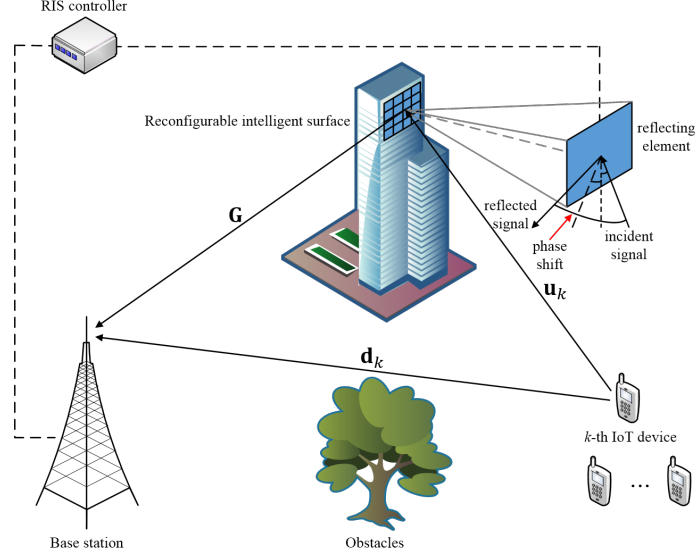 RIS controller
Reconfigurable intelligent surface
reflecting
element
G
reflected
signal
phase
shift
incident
signal
u_k
d_k
k-th IoT device
...
Base station
Obstacles